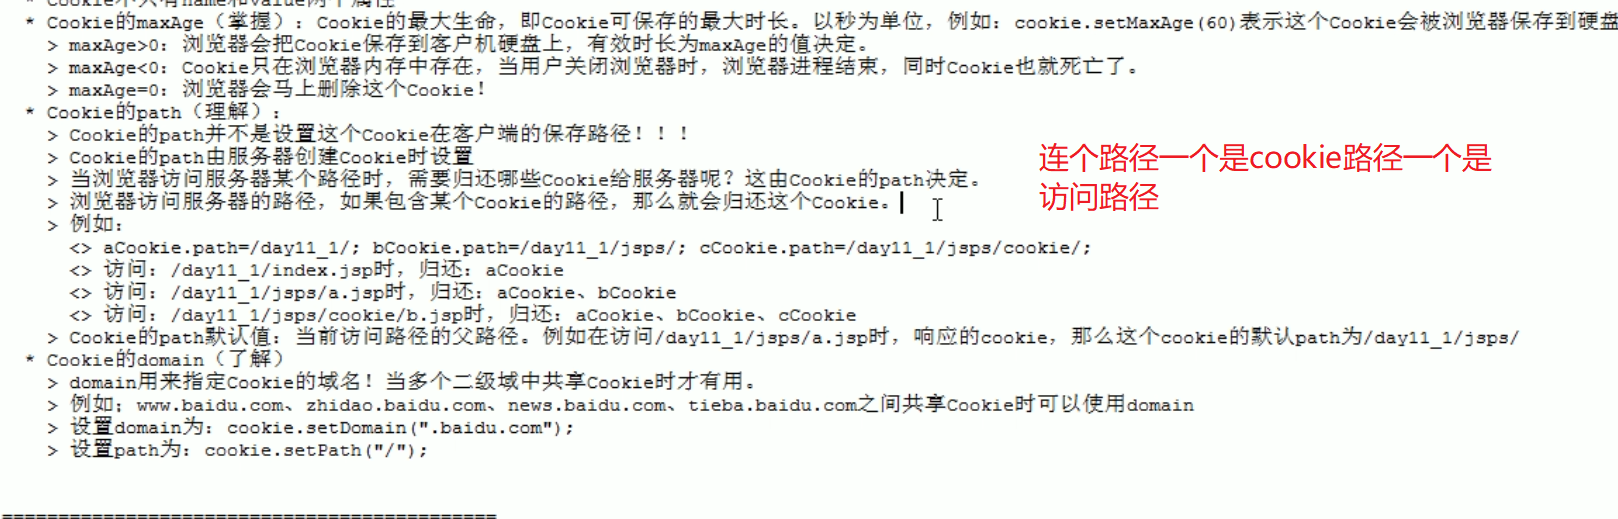 * Cookie不只有name和value两个属性
* Cookie的maxAge（掌握）：Cookie的最大生命，即Cookie可保存的最大时长。以秒为单位，例如：cookie.setMaxAge(60)表示这个Cookie会被浏览器保存到硬盘
> maxAge>0：浏览器会把Cookie保存到客户机硬盘上，有效时长为maxAge的值决定。
> maxAge<0：Cookie只在浏览器内存中存在，当用户关闭浏览器时，浏览器进程结束，同时Cookie也就死亡了。
> maxAge=0：浏览器会马上删除这个Cookie！
* Cookie的path（理解）：
> Cookie的path并不是设置这个Cookie在客户端的保存路径！！！
> Cookie的path由服务器创建Cookie时设置
> 当浏览器访问服务器某个路径时，需要归还哪些Cookie给服务器呢？这由Cookie的path决定。
> 浏览器访问服务器的路径，如果包含某个Cookie的路径，那么就会归还这个Cookie。
连个路径一个是cookie路径一个是
访问路径
> 例如：
<> aCookie.path=/day11_1/; bCookie.path=/day11_1/jsps/; cCookie.path=/day11_1/jsps/cookie/;
<> 访问：/day11_1/index.jsp时，归还：aCookie
<> 访问：/day11_1/jsps/a.jsp时，归还：aCookie、bCookie
<> 访问：/day11_1/jsps/cookie/b.jsp时，归还：aCookie、bCookie、cCookie
> Cookie的path默认值：当前访问路径的父路径。例如在访问/day11_1/jsps/a.jsp时，响应的cookie，那么这个cookie的默认path为/day11_1/jsps/
* Cookie的domain（了解）
> domain用来指定Cookie的域名！当多个二级域中共享Cookie时才有用。
> 例如；www.baidu.com、zhidao.baidu.com、news.baidu.com、tieba.baidu.com之间共享Cookie时可以使用domain
> 设置domain为：cookie.setDomain(".baidu.com");
> 设置path为：cookie.setPath("/");
============================================